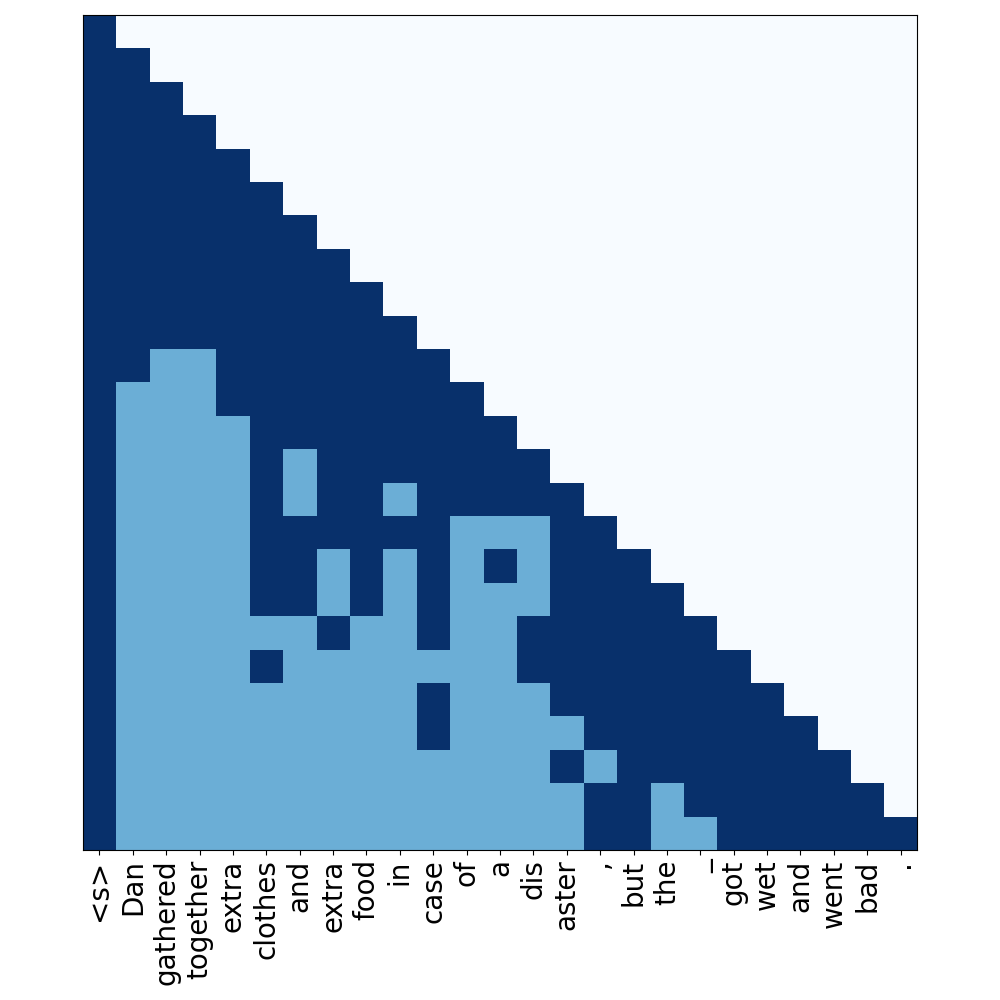 <s> Dan gathered together extra clothes and extra food in case of a dis aster , but the _ got wet and went bad .